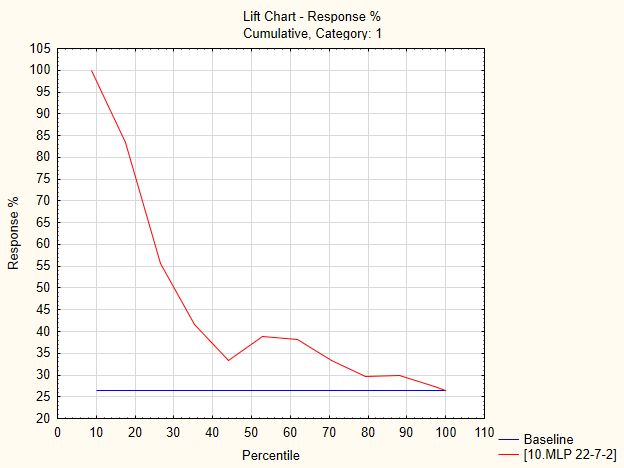 Lift Chart - Response %
Cumulative, Category: 1
105
100
95
90
85
80
75
70
65
60
55
50
45
40
35
30
25
20
Response %
0 10 20 30 40 50 60 70 80 90 100 110
Percentile
Baseline
[10.MLP 22-7-2]